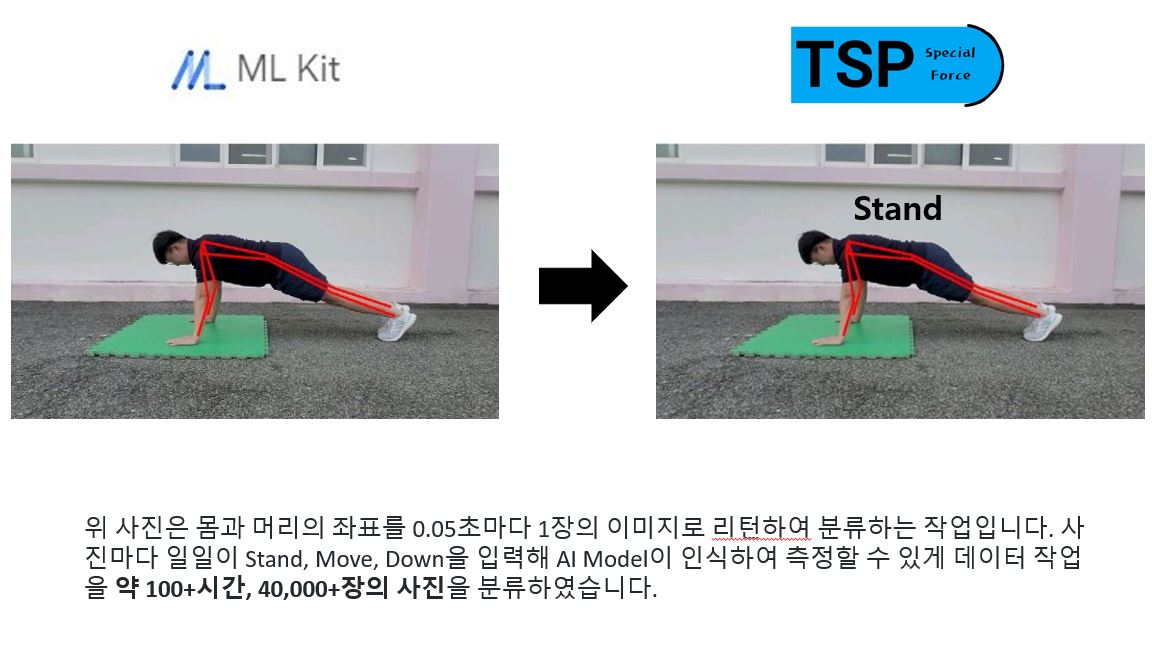 ML Kit
TSP Special
Force
Stand
위 사진은 몸과 머리의 좌표를 0.05초마다 1장의 이미지로 리턴하여 분류하는 작업입니다. 사
진마다 일일이 Stand, Move, Down을 입력해 AI Model이 인식하여 측정할 수 있게 데이터 작업
을 약 100+시간, 40,000+장의 사진을 분류하였습니다.